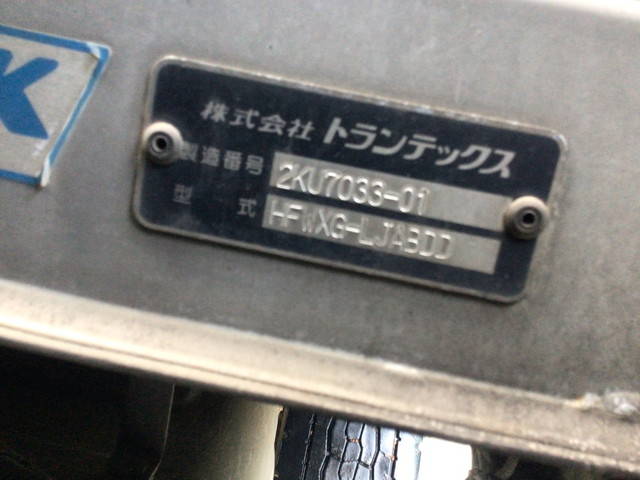 K
株式会社 トランテックス
製造番号 2KU7033-01
型式 HFWXG-LJABDD